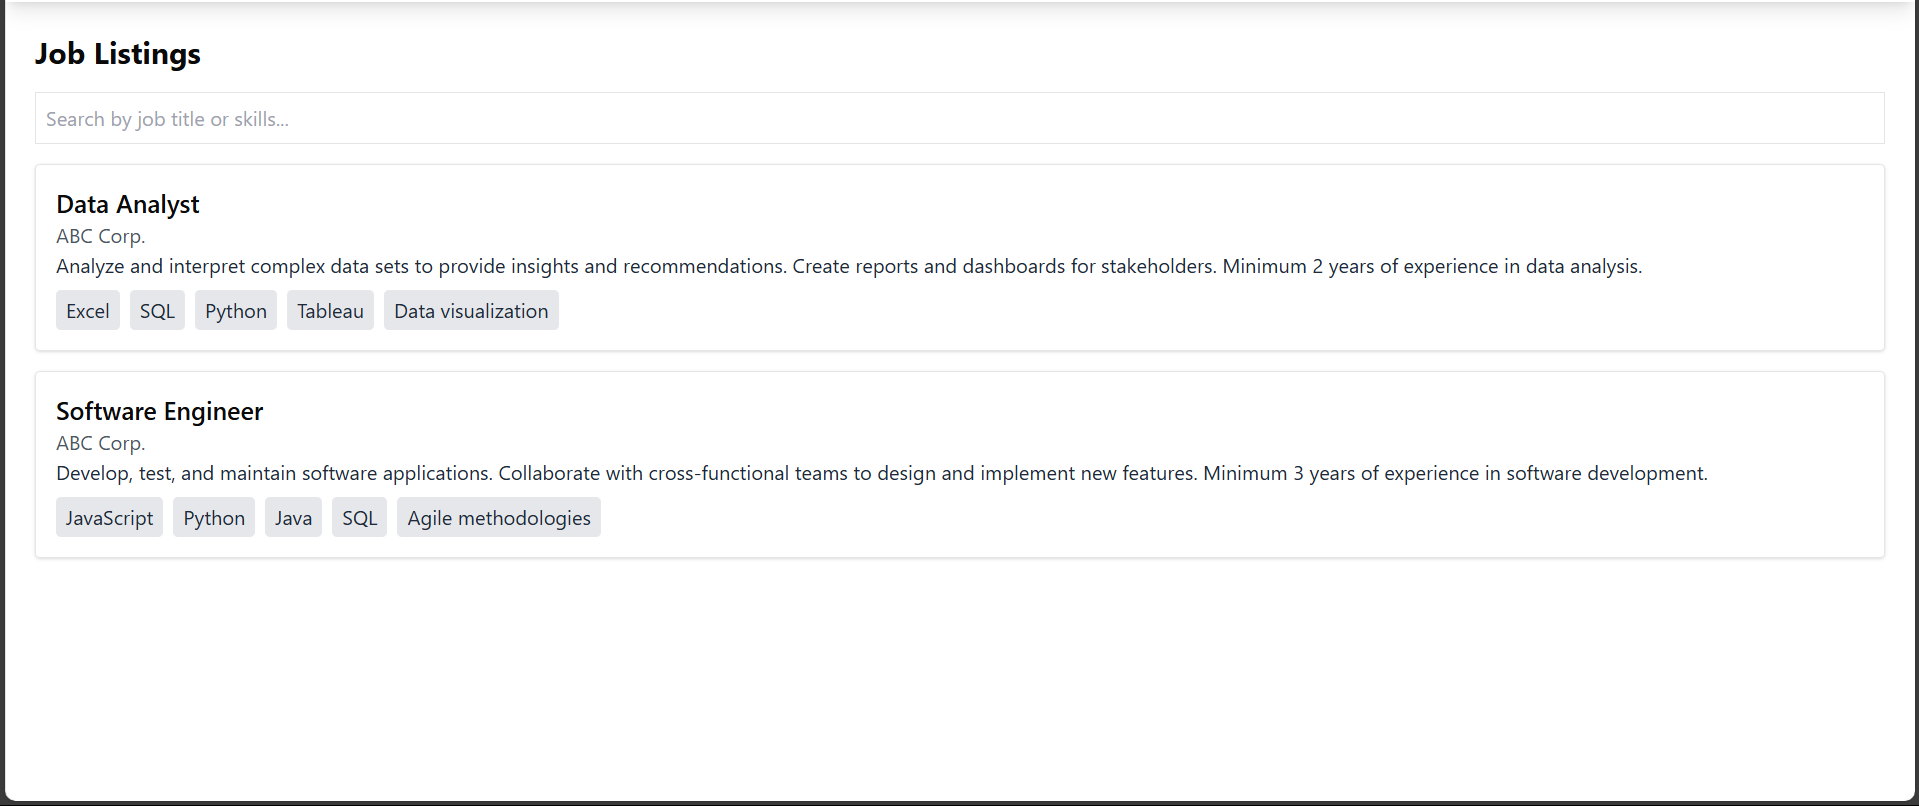 Job Listings
Search by job title or skills...
Data Analyst
ABC Corp.
Analyze and interpret complex data sets to provide insights and recommendations. Create reports and dashboards for stakeholders. Minimum 2 years of experience in data analysis.
Excel SQL Python Tableau Data visualization
Software Engineer
ABC Corp.
Develop, test, and maintain software applications. Collaborate with cross-functional teams to design and implement new features. Minimum 3 years of experience in software development.
JavaScript Python Java SQL Agile methodologies